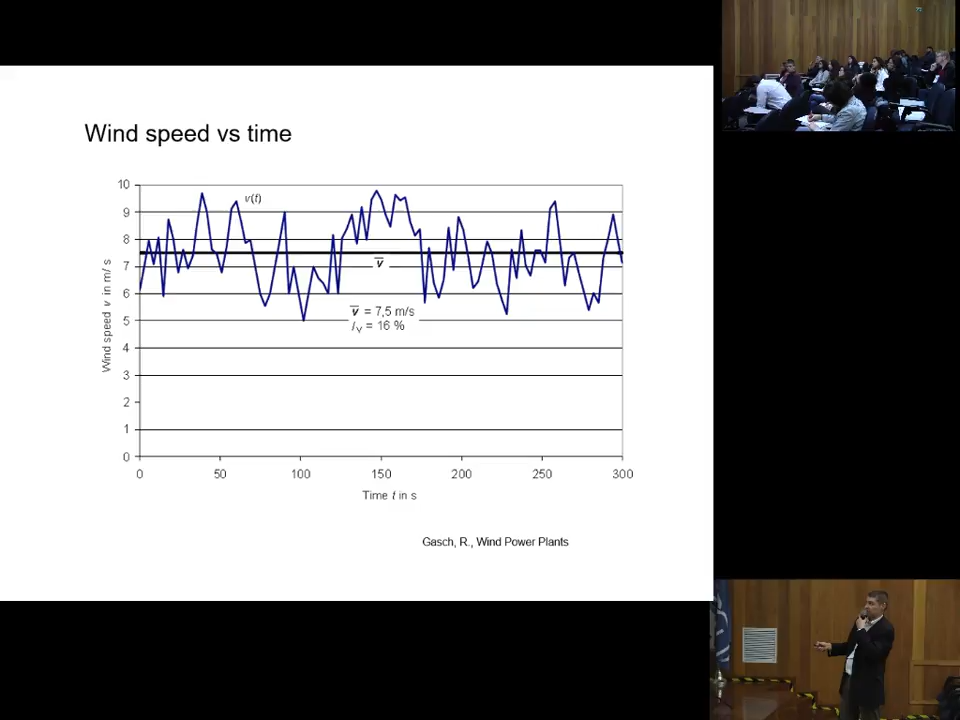 Wind speed vs time
10
9
8
7
6
5
4
3
2
1
0
Wind speed v in m/s
v(t)
v̅
v̅ = 7,5 m/s
I_V = 16 %
0 50 100 150 200 250 300
Time t in s
Gasch, R., Wind Power Plants